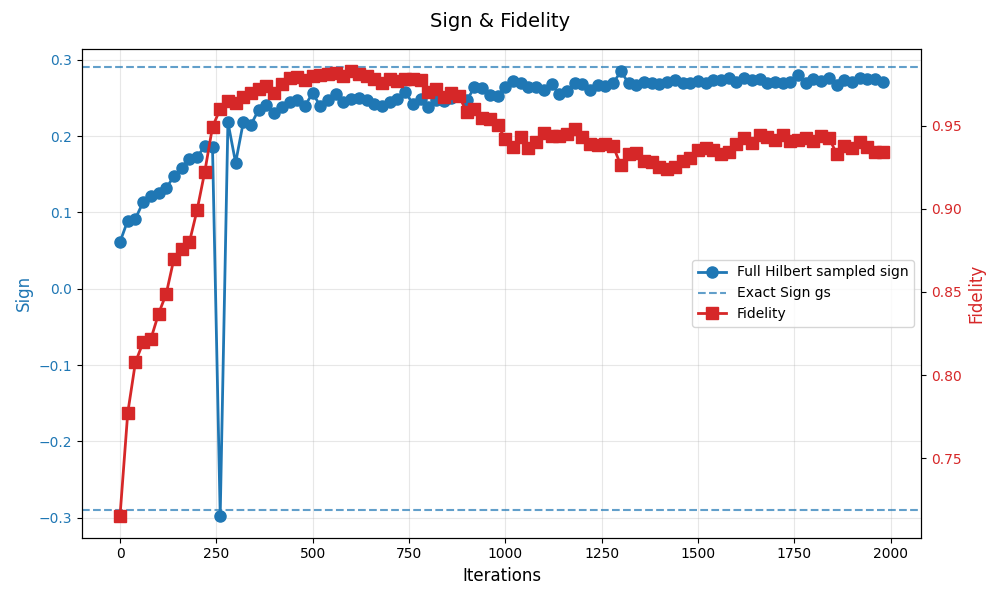 Sign & Fidelity
0.3
0.2
0.1
0.0
−0.1
−0.2
−0.3
Sign
0.95
0.90
0.85
0.80
0.75
Fidelity
Full Hilbert sampled sign
Exact Sign gs
Fidelity
0 250 500 750 1000 1250 1500 1750 2000
Iterations